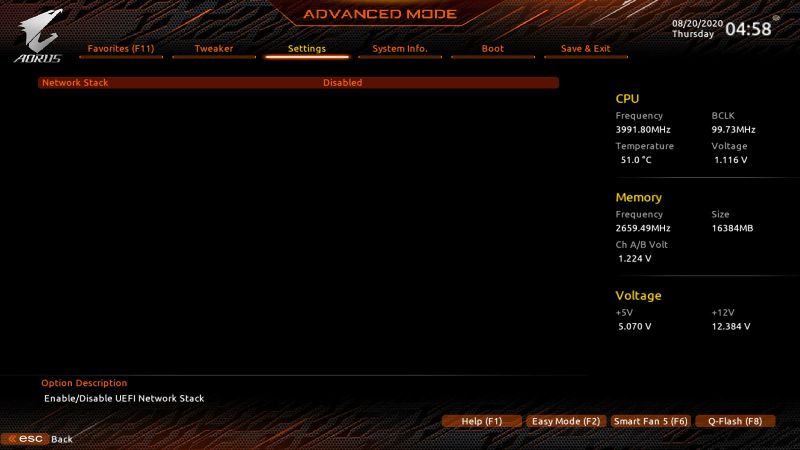 ADVANCED MODE
AORUS
08/20/2020
Thursday
04:58
Favorites (F11) Tweaker Settings System Info. Boot Save & Exit
Network Stack Disabled
CPU
Frequency BCLK
3991.80MHz 99.73MHz
Temperature Voltage
51.0 °C 1.116 V
Memory
Frequency Size
2659.49MHz 16384MB
Ch A/B Volt
1.224 V
Voltage
+5V +12V
5.070 V 12.384 V
Option Description
Enable/Disable UEFI Network Stack
Help (F1) Easy Mode (F2) Smart Fan 5 (F6) Q-Flash (F8)
esc Back